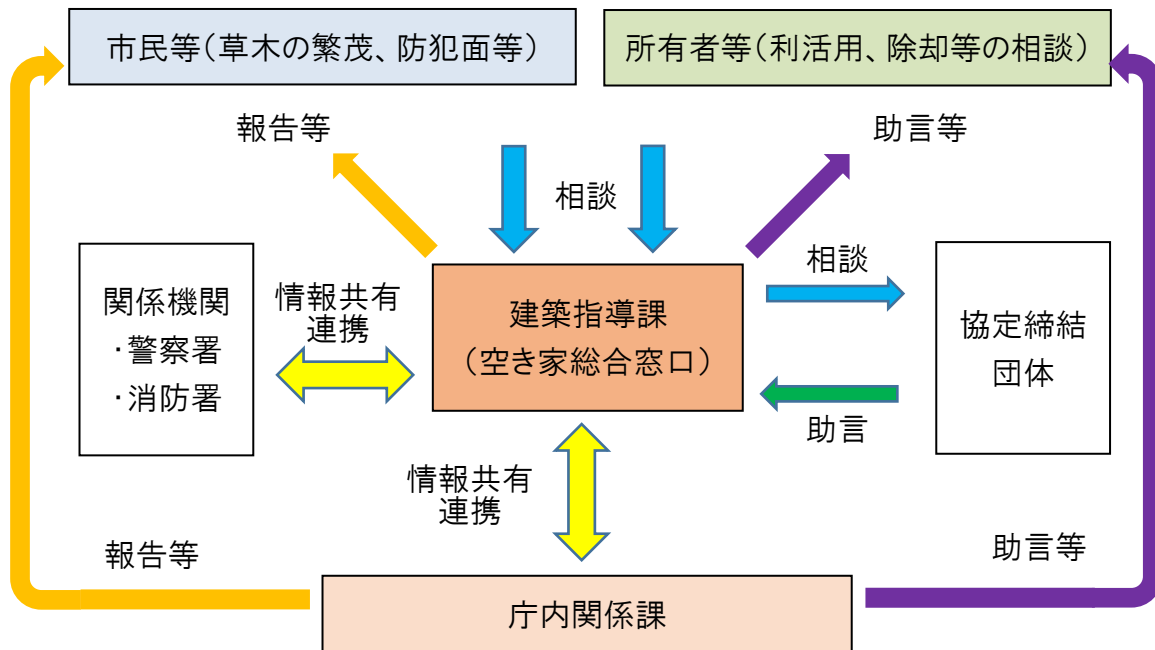 市民等(草木の繁茂、防犯面等)
所有者等(利活用、除却等の相談)
報告等
助言等
相談
相談
関係機関
・警察署
・消防署
情報共有
連携
建築指導課
(空き家総合窓口)
協定締結
団体
助言
情報共有
連携
報告等
助言等
庁内関係課